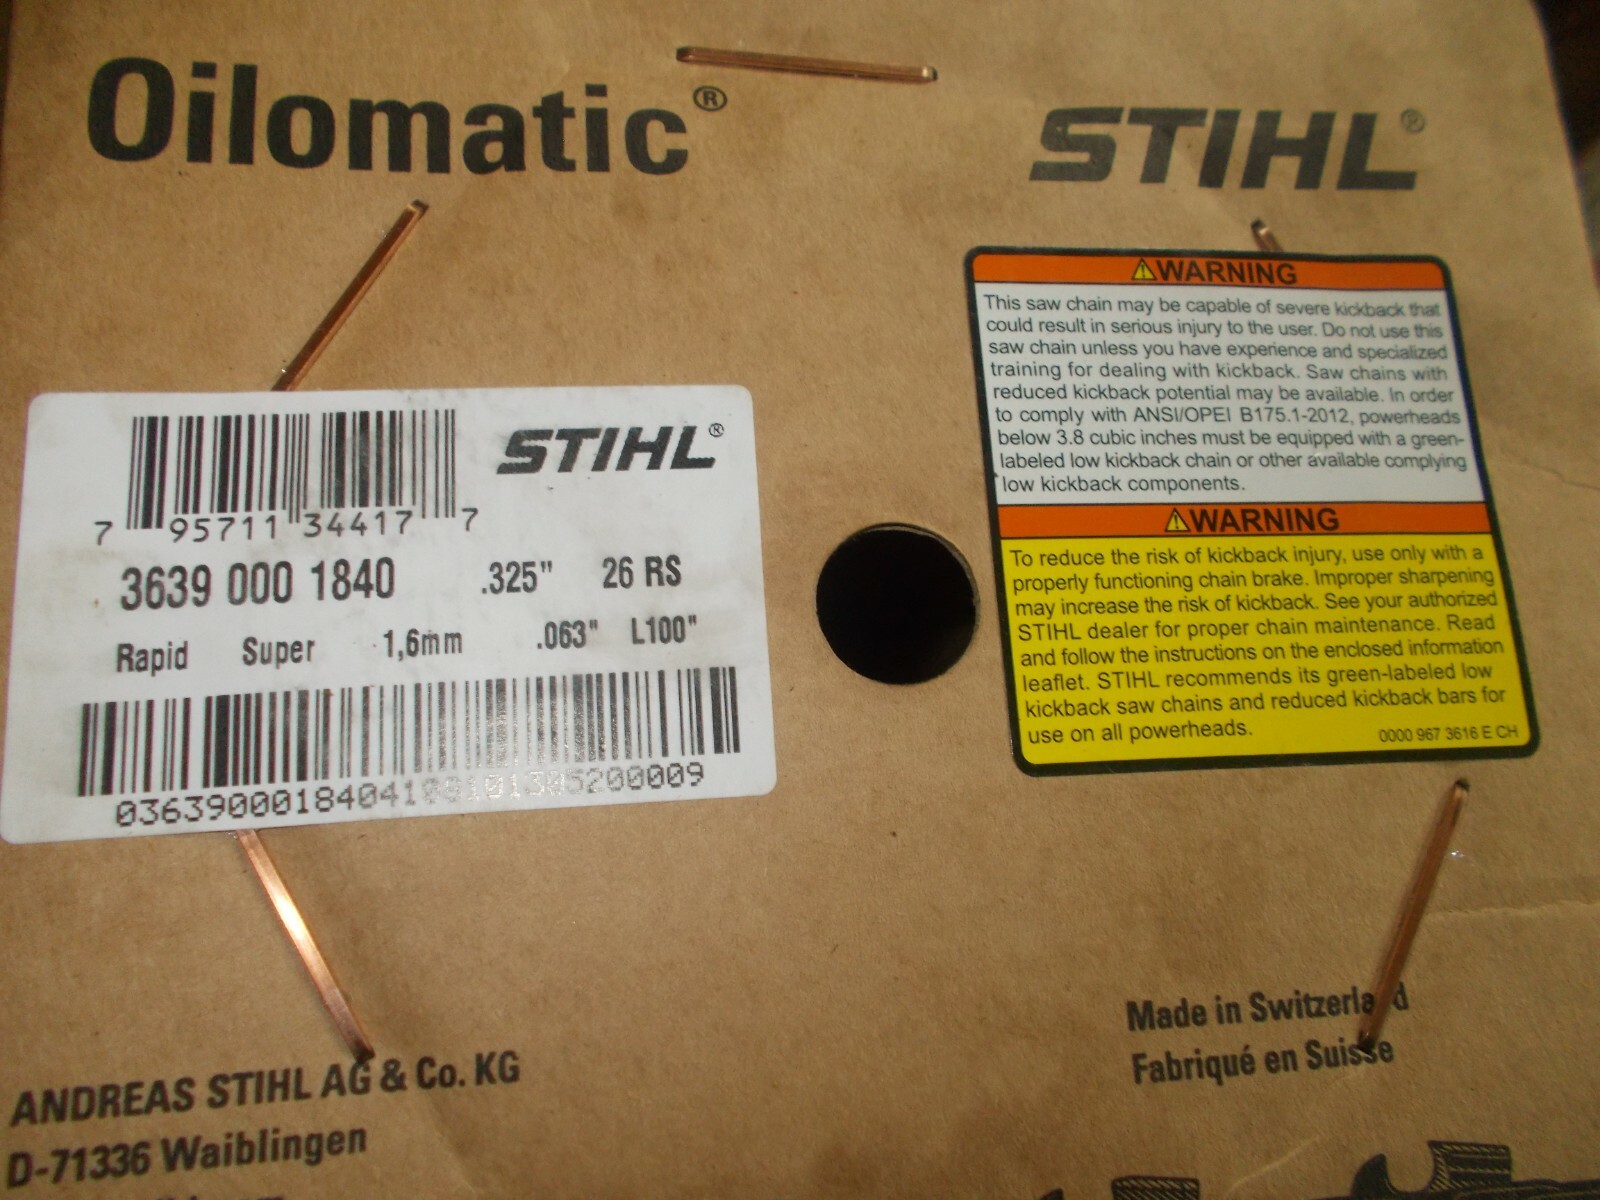 Oilomatic®
STIHL®
7 95711 34417 7
STIHL®
3639 000 1840 .325" 26 RS
Rapid Super 1,6mm .063" L100"
⚠WARNING
This saw chain may be capable of severe kickback that
could result in serious injury to the user. Do not use this
saw chain unless you have experience and specialized
training for dealing with kickback. Saw chains with
reduced kickback potential may be available. In order
to comply with ANSI/OPEI B175.1-2012, powerheads
below 3.8 cubic inches must be equipped with a green-
labeled low kickback chain or other available complying
low kickback components.
⚠WARNING
To reduce the risk of kickback injury, use only with a
properly functioning chain brake. Improper sharpening
may increase the risk of kickback. See your authorized
STIHL dealer for proper chain maintenance. Read
and follow the instructions on the enclosed information
leaflet. STIHL recommends its green-labeled low
kickback saw chains and reduced kickback bars for
use on all powerheads.
0000 967 3616 E CH
ANDREAS STIHL AG & Co. KG
D-71336 Waiblingen
Made in Switzerland
Fabriqué en Suisse